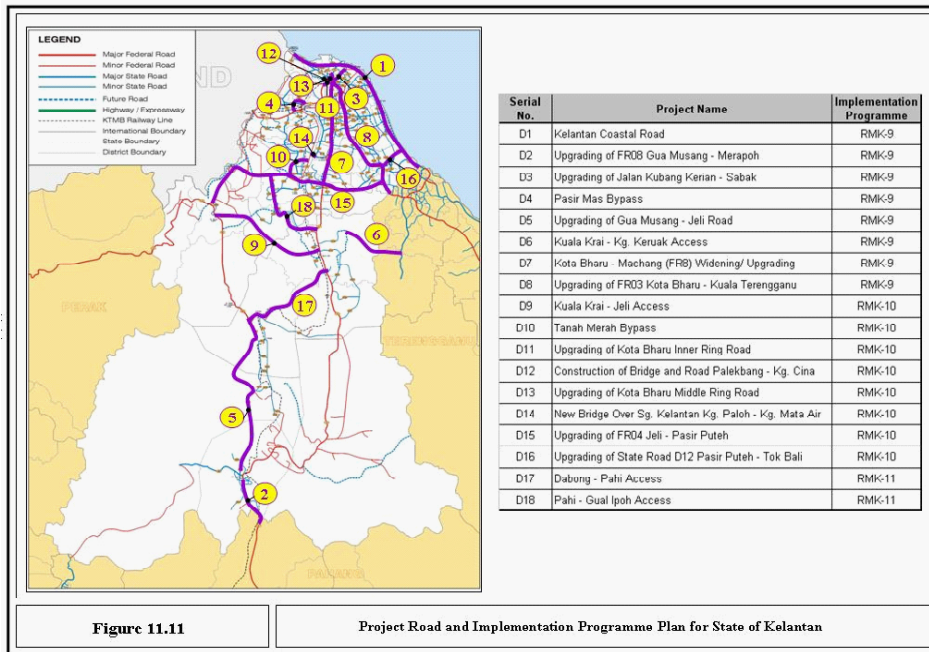 LEGEND
Major Federal Road
Minor Federal Road
Major State Road
Minor State Road
Future Road
Highway / Expressway
KTMB Railway Line
International Boundary
State Boundary
District Boundary
12
1
13
3
4
11
14
8
10
7
16
15
18
6
9
17
5
2
PERAK
TERENGGANU
PAHANG
Serial No. Project Name Implementation Programme
D1 Kelantan Coastal Road RMK-9
D2 Upgrading of FR08 Gua Musang - Merapoh RMK-9
D3 Upgrading of Jalan Kubang Kerian - Sabak RMK-9
D4 Pasir Mas Bypass RMK-9
D5 Upgrading of Gua Musang - Jeli Road RMK-9
D6 Kuala Krai - Kg. Keruak Access RMK-9
D7 Kota Bharu - Machang (FR8) Widening/ Upgrading RMK-9
D8 Upgrading of FR03 Kota Bharu - Kuala Terengganu RMK-9
D9 Kuala Krai - Jeli Access RMK-10
D10 Tanah Merah Bypass RMK-10
D11 Upgrading of Kota Bharu Inner Ring Road RMK-10
D12 Construction of Bridge and Road Palekbang - Kg. Cina RMK-10
D13 Upgrading of Kota Bharu Middle Ring Road RMK-10
D14 New Bridge Over Sg. Kelantan Kg. Paloh - Kg. Mata Air RMK-10
D15 Upgrading of FR04 Jeli - Pasir Puteh RMK-10
D16 Upgrading of State Road D12 Pasir Puteh - Tok Bali RMK-10
D17 Dabong - Pahi Access RMK-11
D18 Pahi - Gual Ipoh Access RMK-11
Figure 11.11
Project Road and Implementation Programme Plan for State of Kelantan